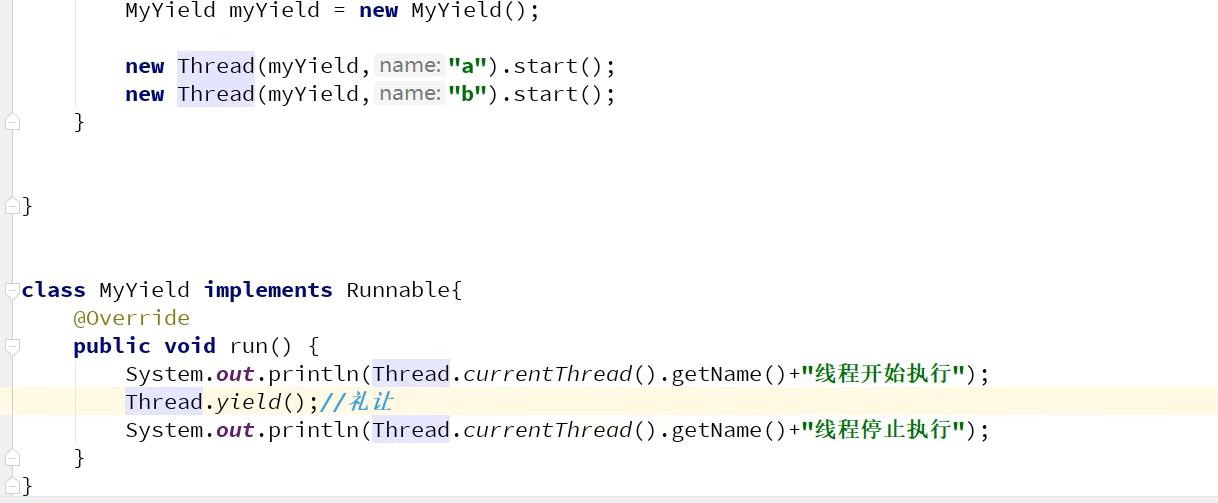 MyYield myYield = new MyYield();
new Thread(myYield, name: "a").start();
new Thread(myYield, name: "b").start();
}
}
class MyYield implements Runnable{
@Override
public void run() {
System.out.println(Thread.currentThread().getName()+"线程开始执行");
Thread.yield();//礼让
System.out.println(Thread.currentThread().getName()+"线程停止执行");
}
}